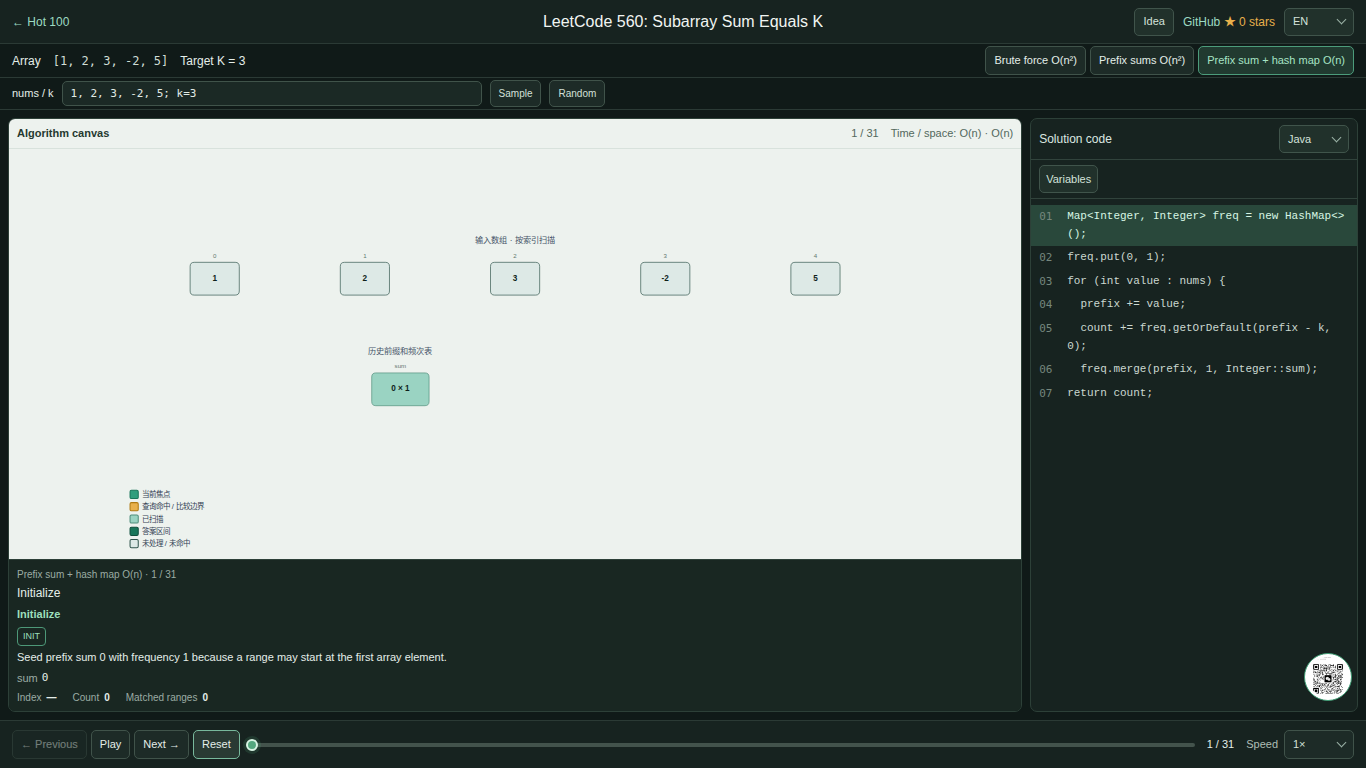 ← Hot 100
LeetCode 560: Subarray Sum Equals K
Idea
GitHub ★ 0 stars
EN
Array [1, 2, 3, -2, 5] Target K = 3
Brute force O(n²)
Prefix sums O(n²)
Prefix sum + hash map O(n)
nums / k
1, 2, 3, -2, 5; k=3
Sample
Random
Algorithm canvas
1 / 31 Time / space: O(n) · O(n)
输入数组 · 按索引扫描
0 1 2 3 4
1 2 3 -2 5
历史前缀和频次表
sum
0 × 1
当前焦点
查询命中 / 比较边界
已扫描
答案区间
未处理 / 未命中
Prefix sum + hash map O(n) · 1 / 31
Initialize
Initialize
INIT
Seed prefix sum 0 with frequency 1 because a range may start at the first array element.
sum 0
Index — Count 0 Matched ranges 0
Solution code
Java
Variables
01 Map<Integer, Integer> freq = new HashMap<>
();
02 freq.put(0, 1);
03 for (int value : nums) {
04 prefix += value;
05 count += freq.getOrDefault(prefix - k,
0);
06 freq.merge(prefix, 1, Integer::sum);
07 return count;
← Previous
Play
Next →
Reset
1 / 31
Speed
1×